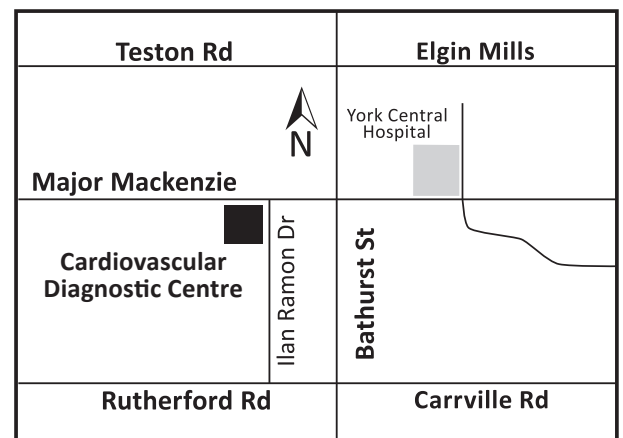 Teston Rd
Elgin Mills
York Central
Hospital
N
Major Mackenzie
Cardiovascular
Diagnostic Centre
Ilan Ramon Dr
Bathurst St
Rutherford Rd
Carrville Rd